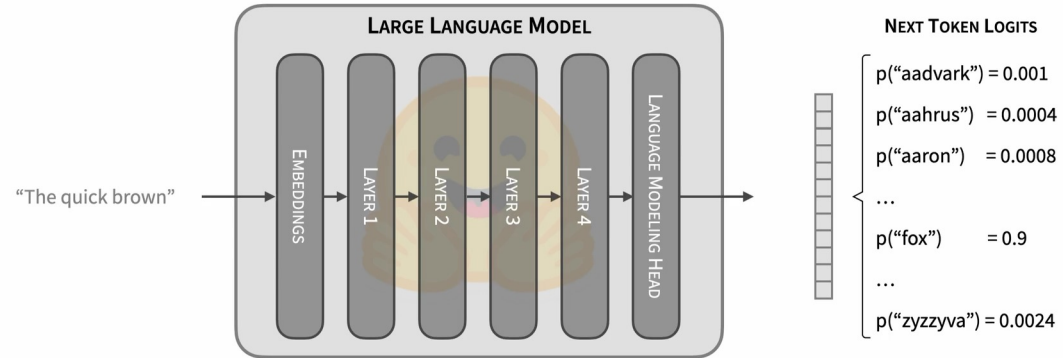 LARGE LANGUAGE MODEL
NEXT TOKEN LOGITS
“The quick brown”
EMBEDDINGS
LAYER 1
LAYER 2
LAYER 3
LAYER 4
LANGUAGE MODELING HEAD
p(“aadvark”) = 0.001
p(“aahrus”) = 0.0004
p(“aaron”) = 0.0008
...
p(“fox”) = 0.9
...
p(“zyzzyva”) = 0.0024